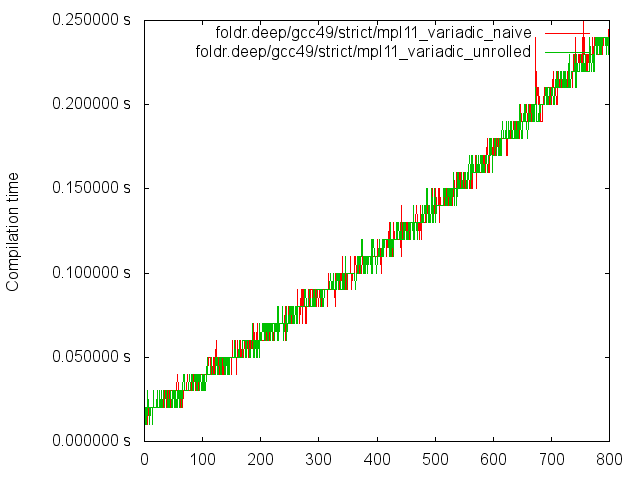 0.250000 s
foldr.deep/gcc49/strict/mpl11_variadic_naive
foldr.deep/gcc49/strict/mpl11_variadic_unrolled
0.200000 s
0.150000 s
Compilation time
0.100000 s
0.050000 s
0.000000 s
0 100 200 300 400 500 600 700 800